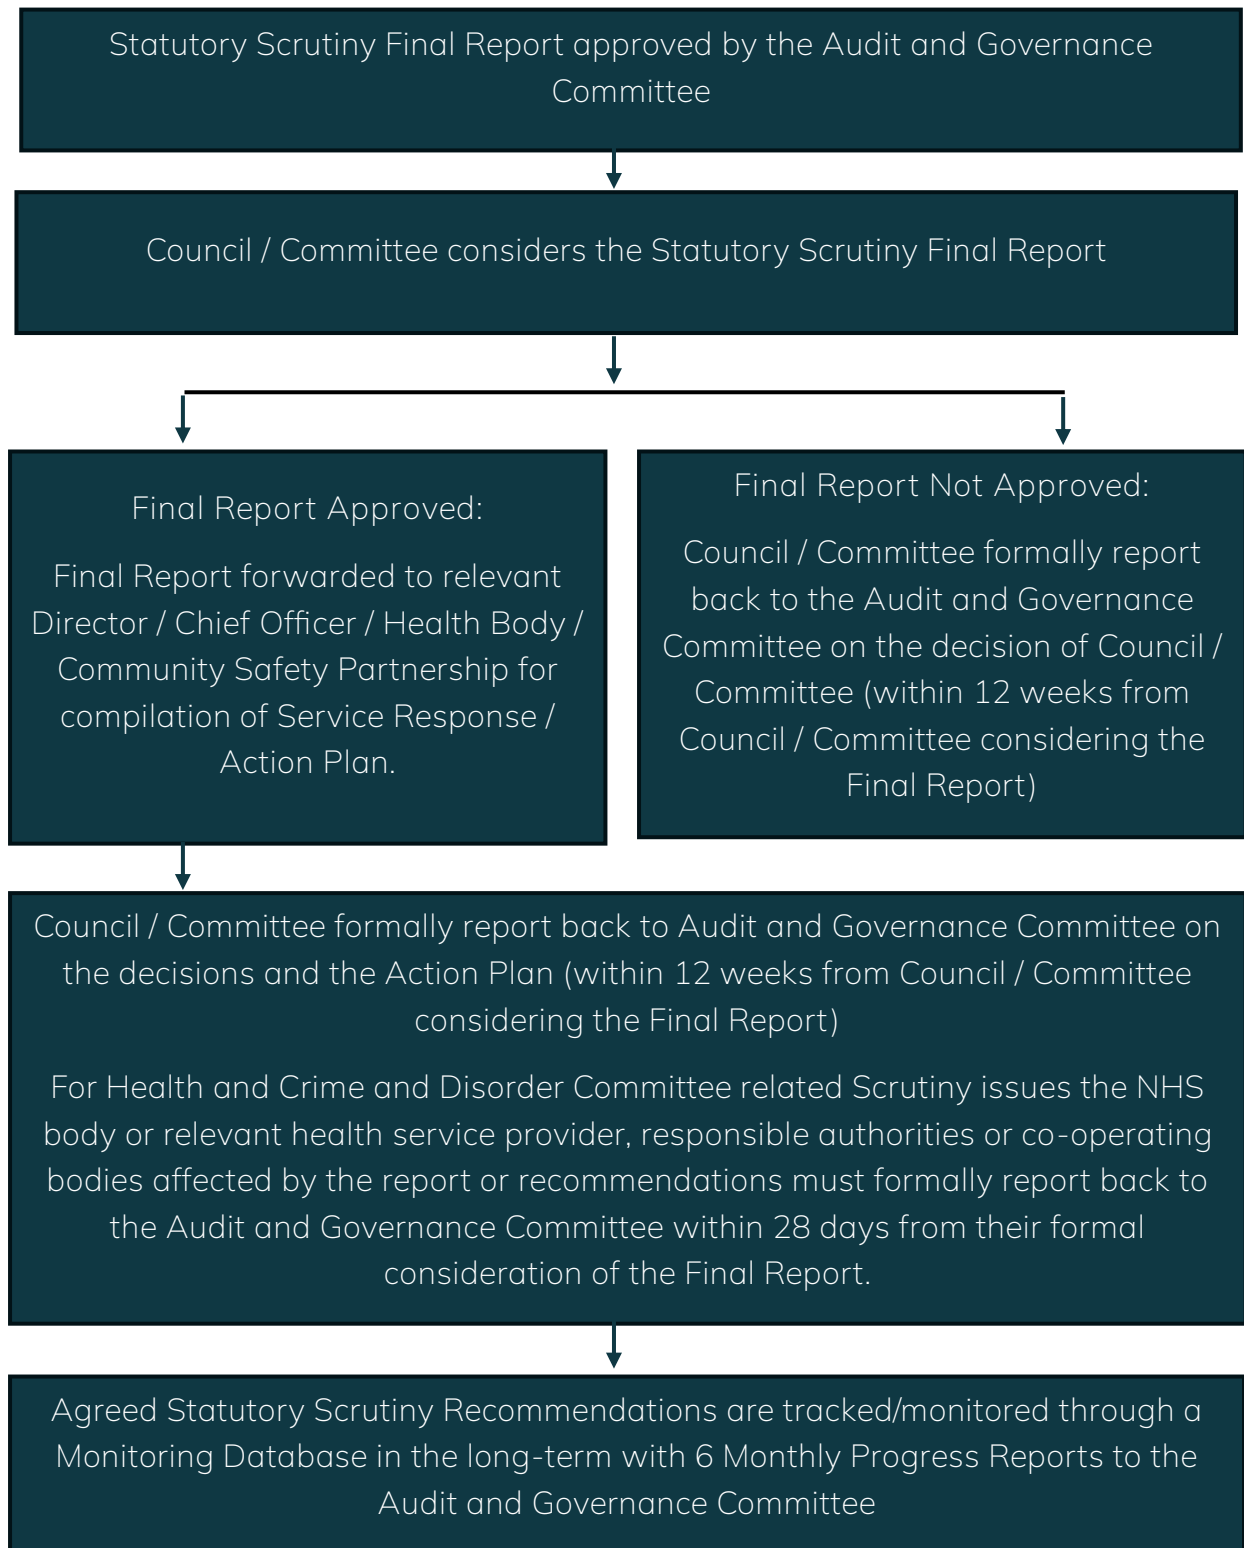 Statutory Scrutiny Final Report approved by the Audit and Governance
Committee
Council / Committee considers the Statutory Scrutiny Final Report
Final Report Approved:
Final Report forwarded to relevant
Director / Chief Officer / Health Body /
Community Safety Partnership for
compilation of Service Response /
Action Plan.
Final Report Not Approved:
Council / Committee formally report
back to the Audit and Governance
Committee on the decision of Council /
Committee (within 12 weeks from
Council / Committee considering the
Final Report)
Council / Committee formally report back to Audit and Governance Committee on
the decisions and the Action Plan (within 12 weeks from Council / Committee
considering the Final Report)
For Health and Crime and Disorder Committee related Scrutiny issues the NHS
body or relevant health service provider, responsible authorities or co-operating
bodies affected by the report or recommendations must formally report back to
the Audit and Governance Committee within 28 days from their formal
consideration of the Final Report.
Agreed Statutory Scrutiny Recommendations are tracked/monitored through a
Monitoring Database in the long-term with 6 Monthly Progress Reports to the
Audit and Governance Committee